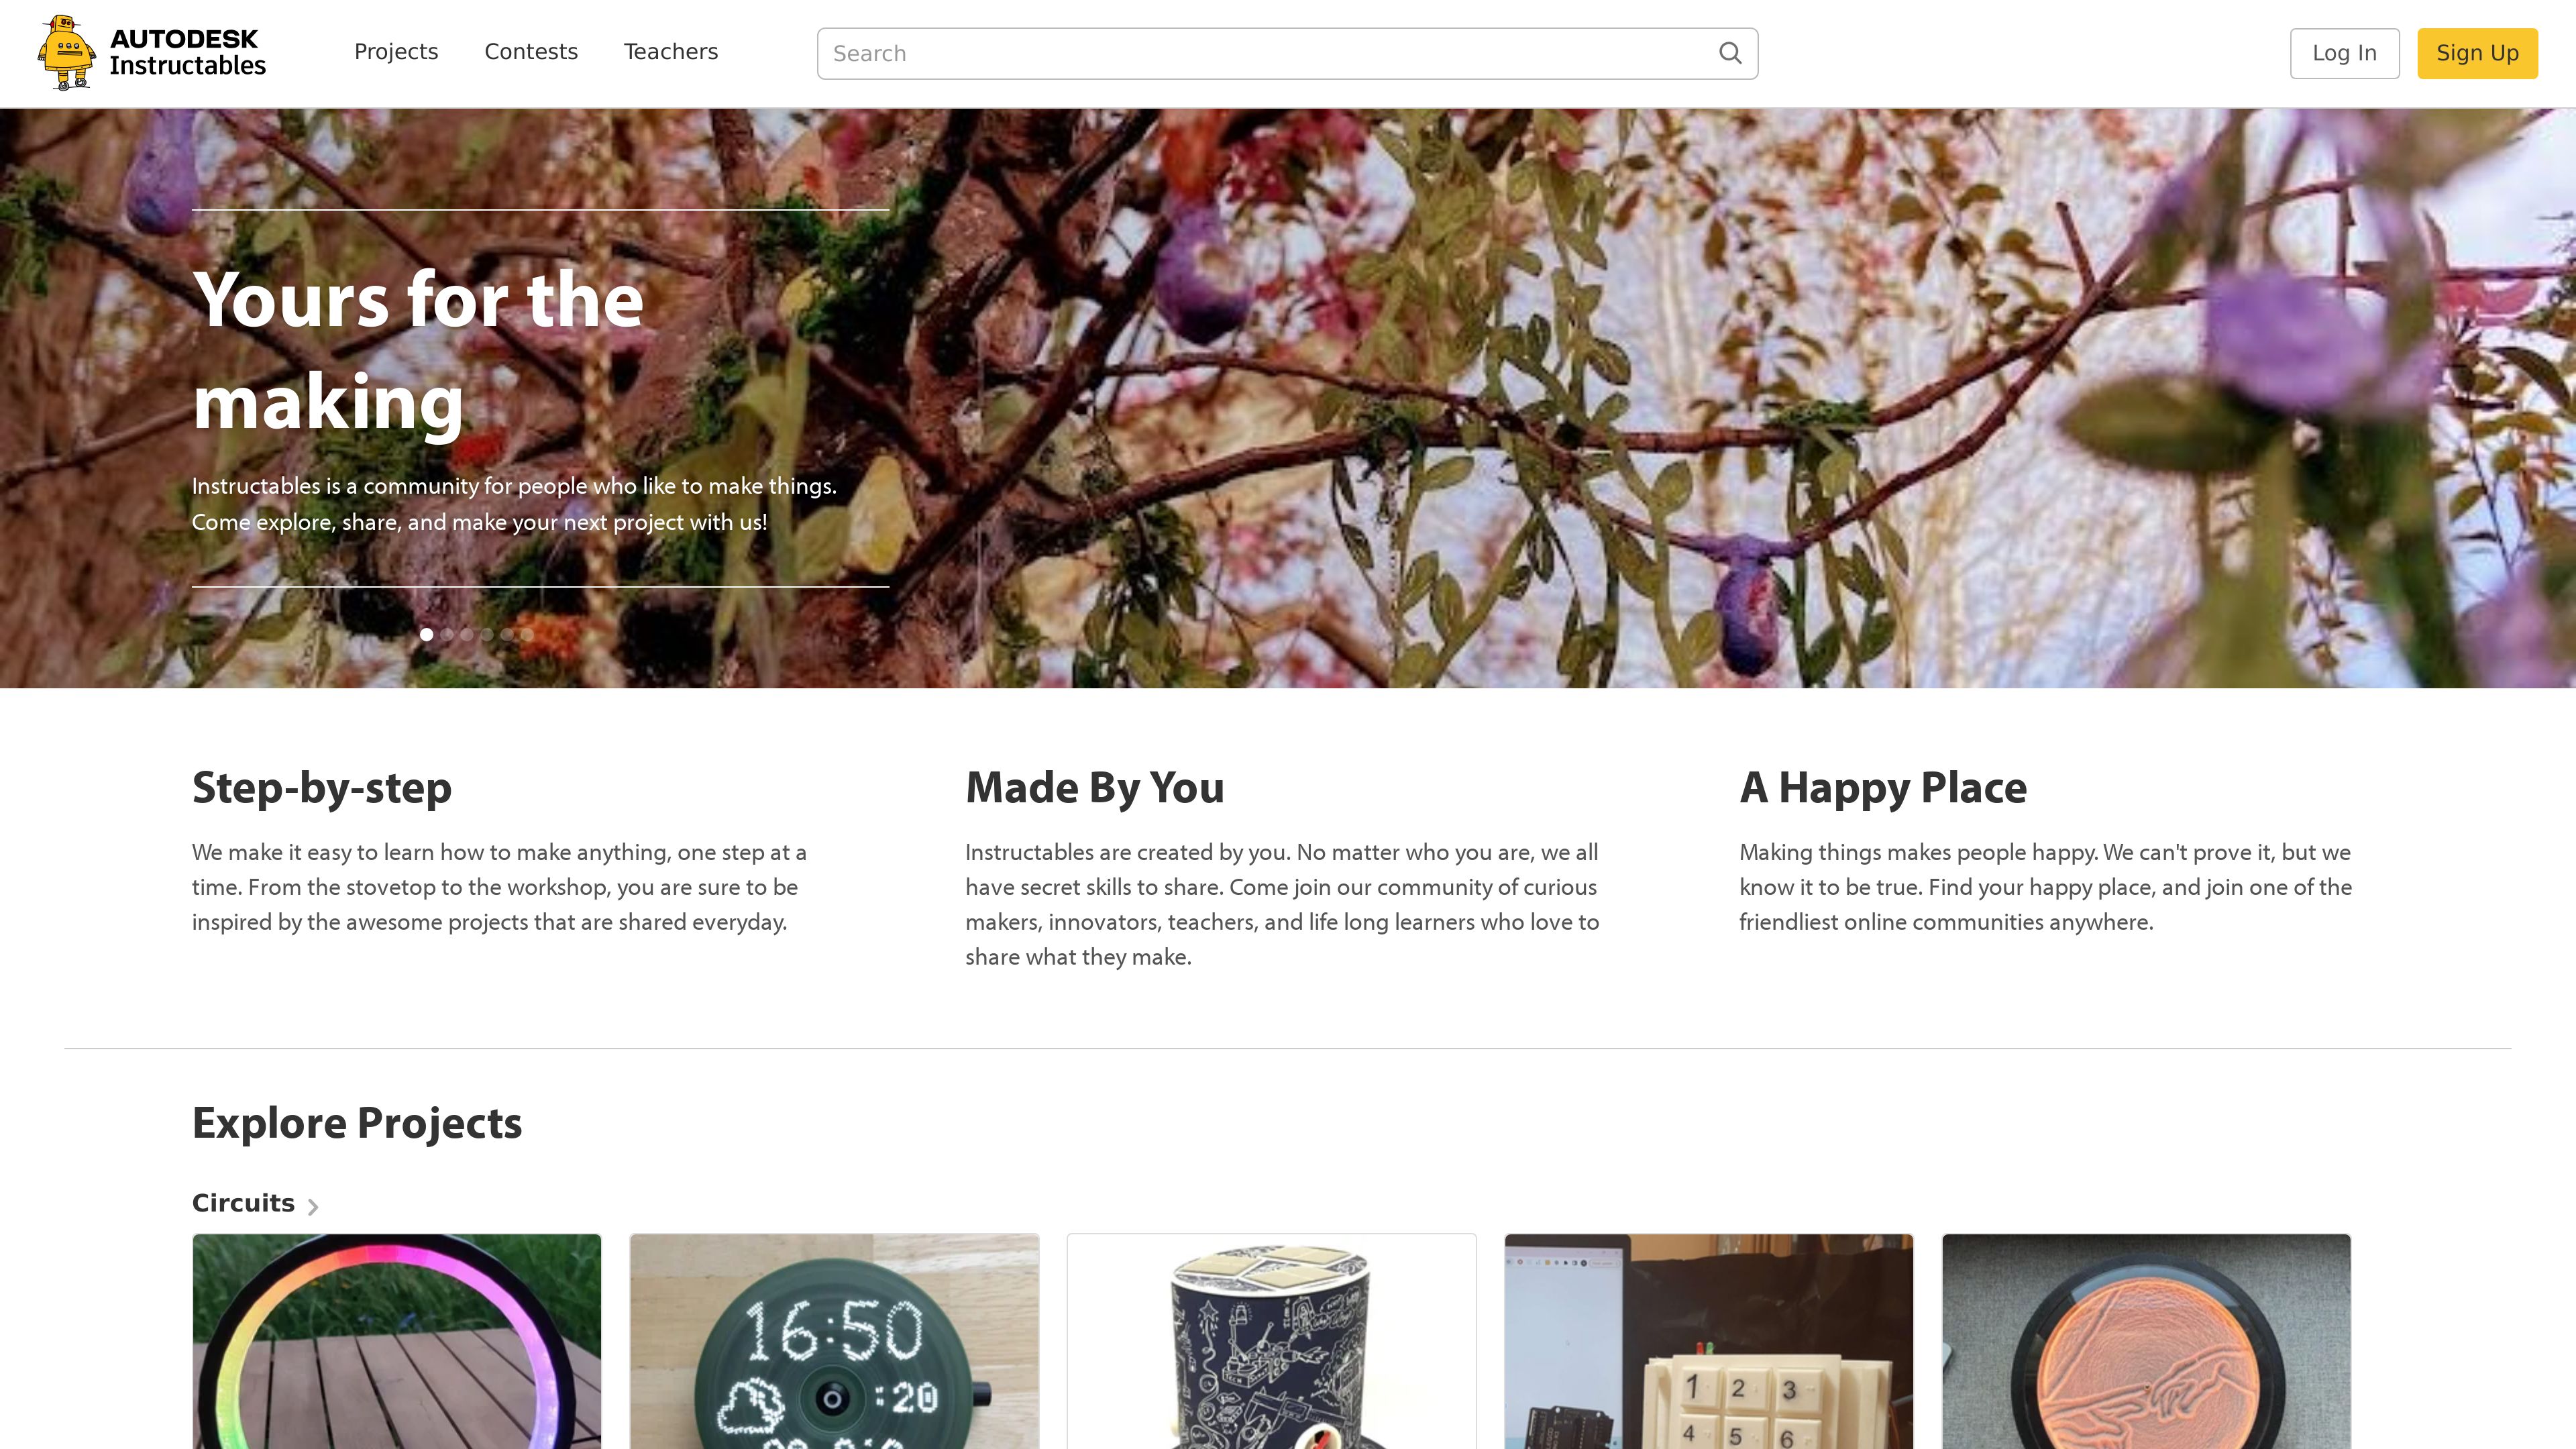 AUTODESK
Instructables
Projects
Contests
Teachers
Search
Log In
Sign Up
Yours for the
making
Instructables is a community for people who like to make things.
Come explore, share, and make your next project with us!
Step-by-step
We make it easy to learn how to make anything, one step at a
time. From the stovetop to the workshop, you are sure to be
inspired by the awesome projects that are shared everyday.
Made By You
Instructables are created by you. No matter who you are, we all
have secret skills to share. Come join our community of curious
makers, innovators, teachers, and life long learners who love to
share what they make.
A Happy Place
Making things makes people happy. We can't prove it, but we
know it to be true. Find your happy place, and join one of the
friendliest online communities anywhere.
Explore Projects
Circuits
16:50
:20
1 2 3
4 5 6